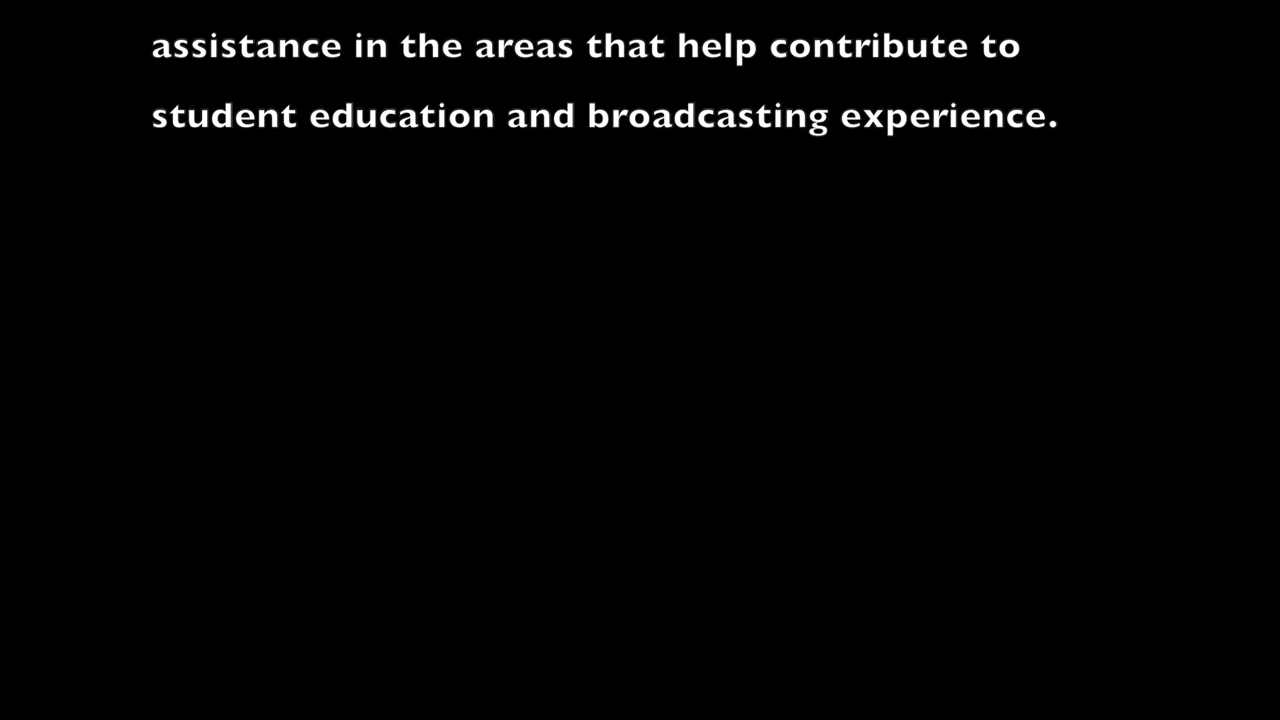 assistance in the areas that help contribute to
student education and broadcasting experience.